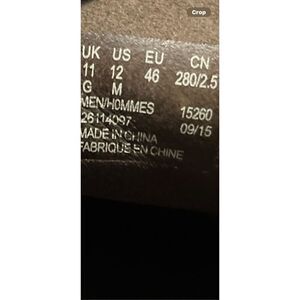 Crop
UK US EU CN
11 12 46 280/2.5
G M
MEN/HOMMES 15260
26114097 09/15
MADE IN CHINA
FABRIQUE EN CHINE